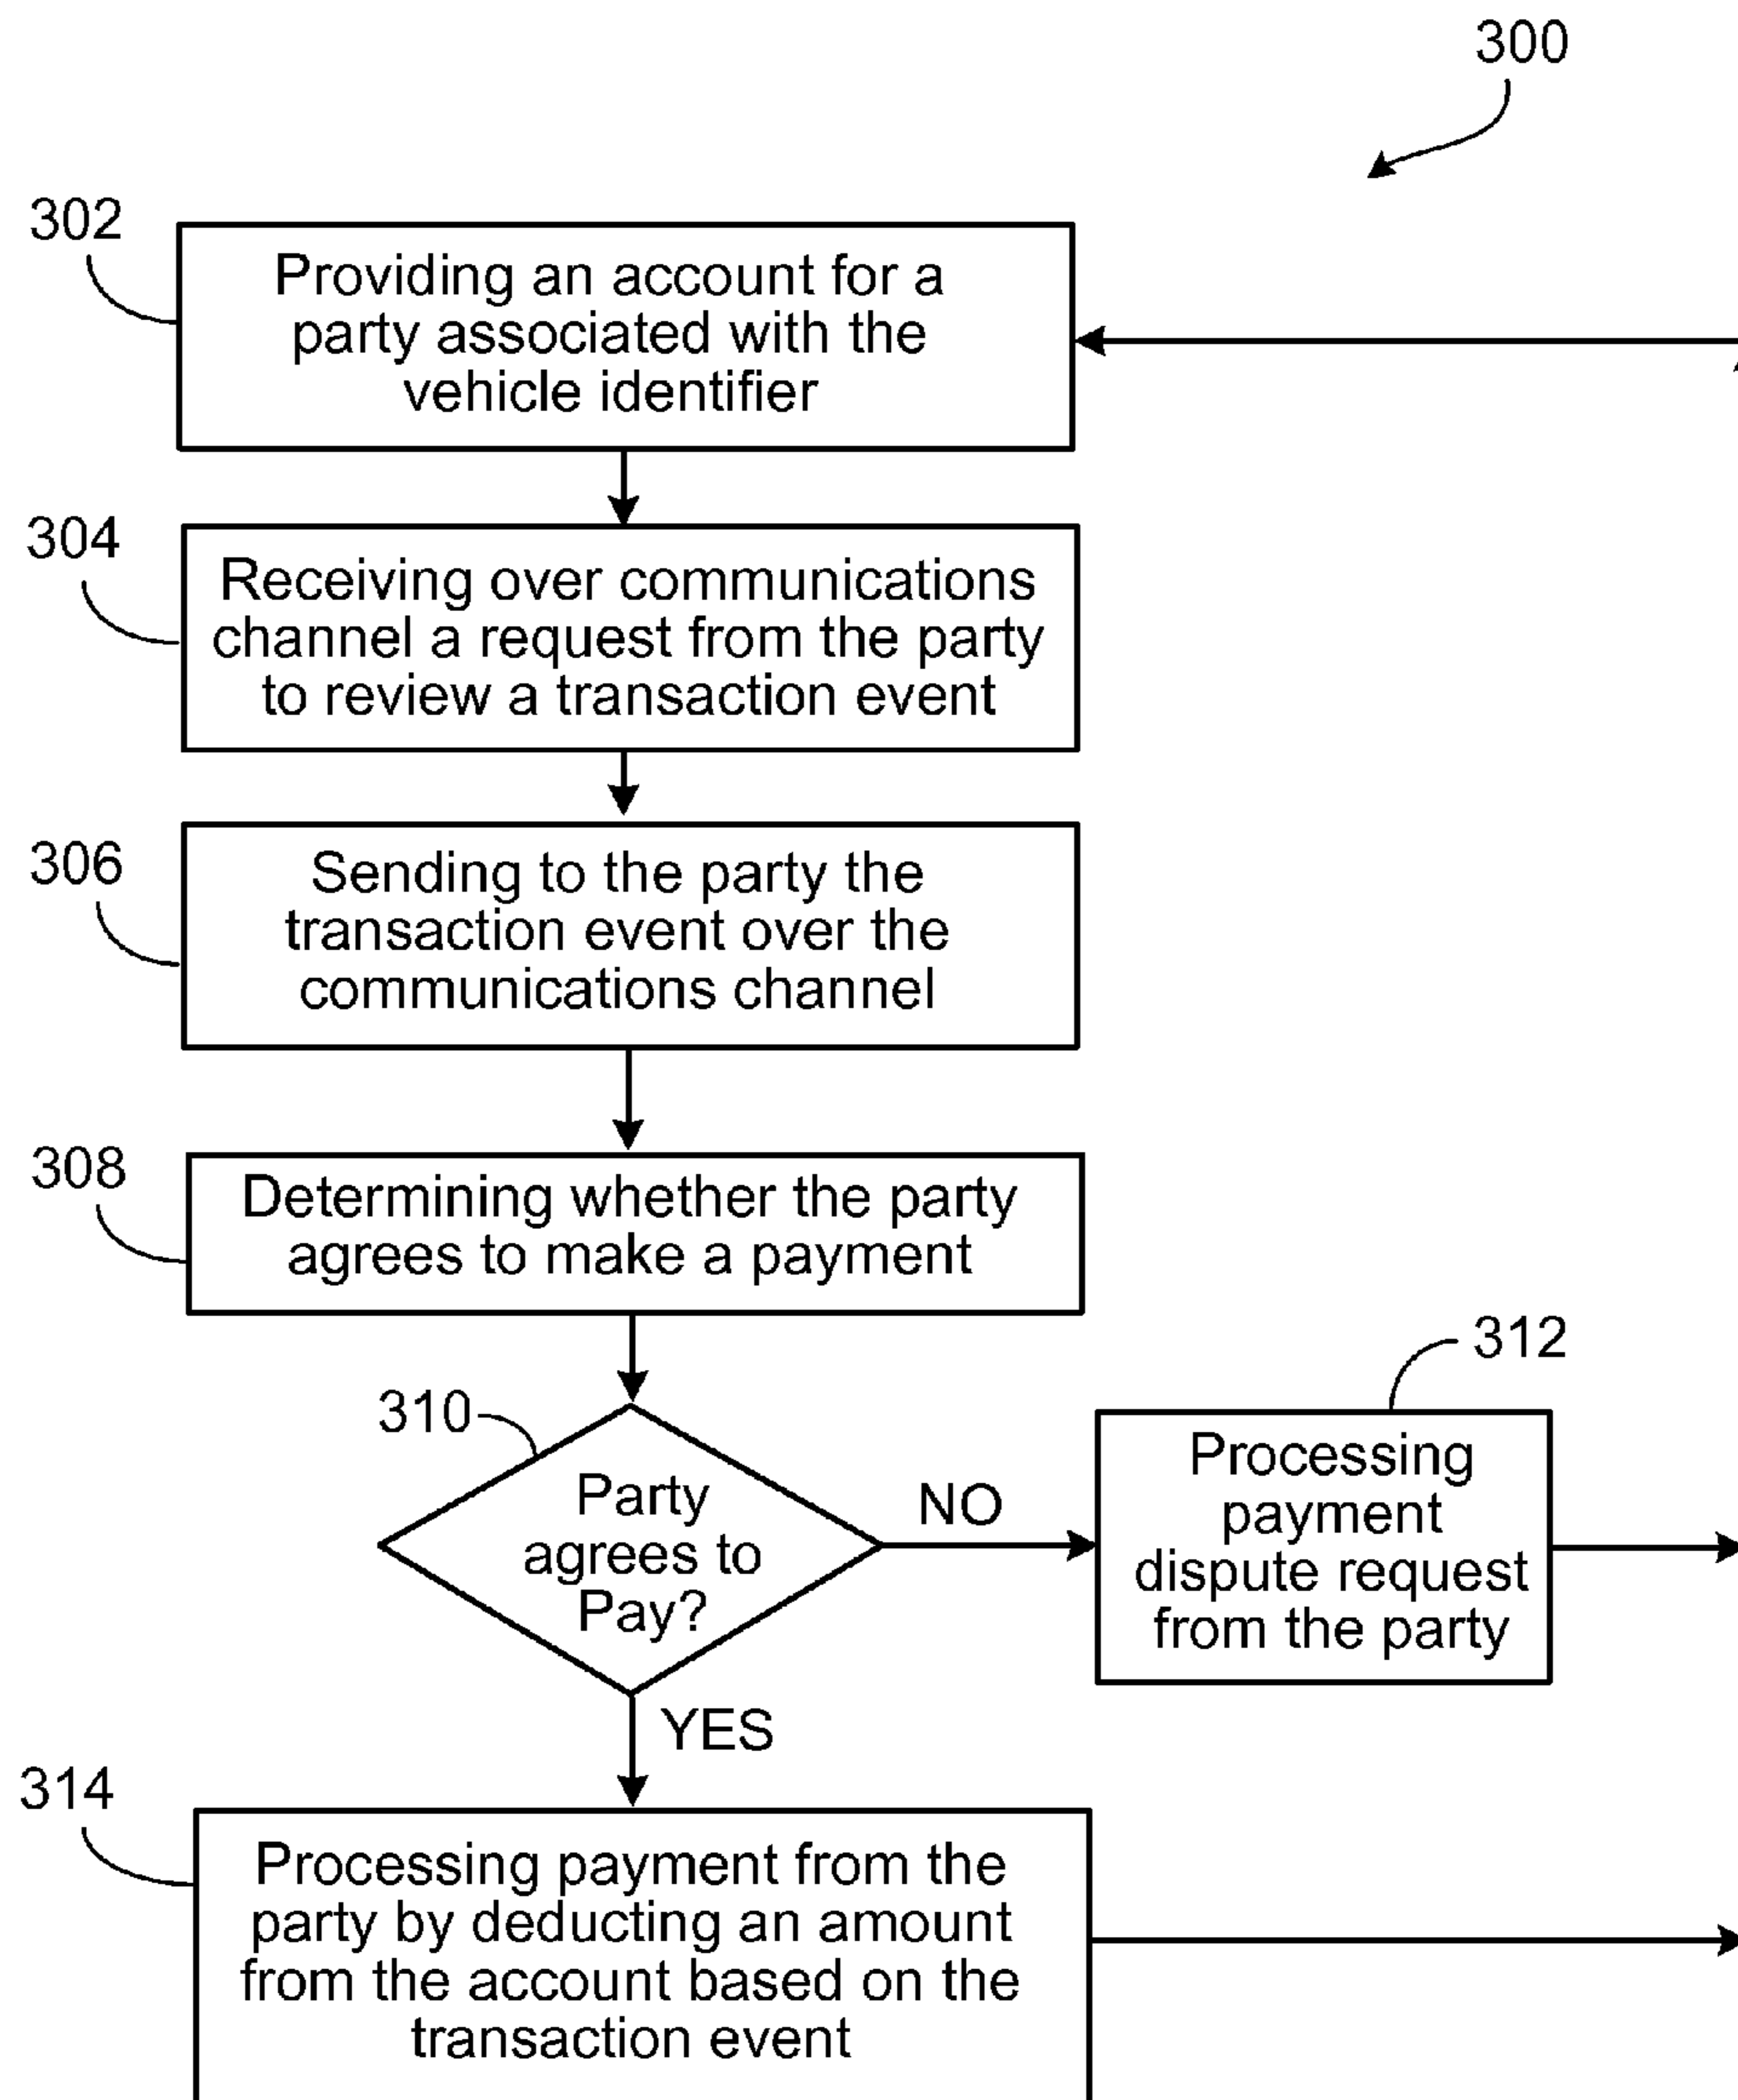 300
302
Providing an account for a
party associated with the
vehicle identifier
304
Receiving over communications
channel a request from the party
to review a transaction event
306
Sending to the party the
transaction event over the
communications channel
308
Determining whether the party
agrees to make a payment
310
Party
agrees to
Pay?
NO
312
Processing
payment
dispute request
from the party
YES
314
Processing payment from the
party by deducting an amount
from the account based on the
transaction event